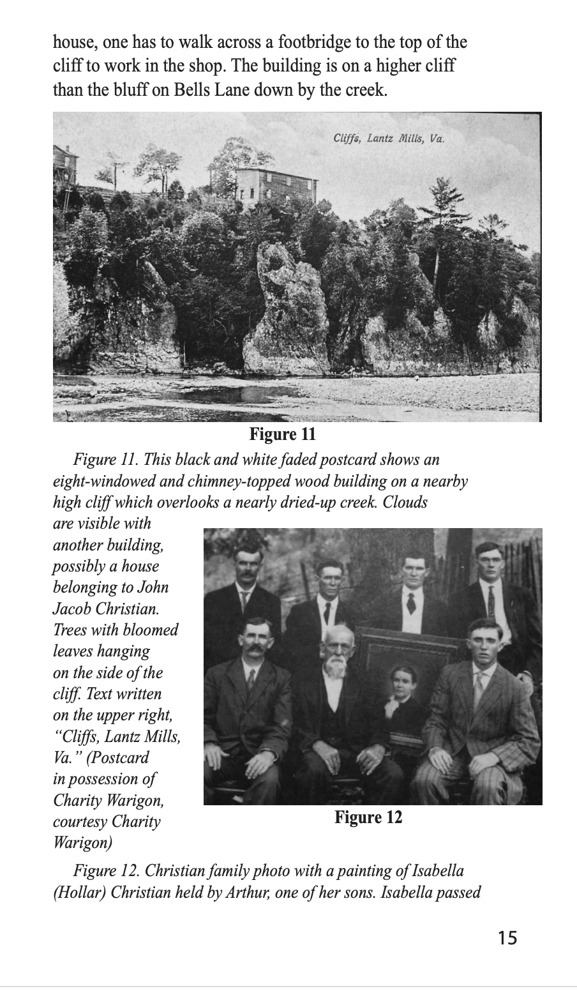 house, one has to walk across a footbridge to the top of the
cliff to work in the shop. The building is on a higher cliff
than the bluff on Bells Lane down by the creek.
Cliffs, Lantz Mills, Va.
Figure 11
Figure 11. This black and white faded postcard shows an
eight-windowed and chimney-topped wood building on a nearby
high cliff which overlooks a nearly dried-up creek. Clouds
are visible with
another building,
possibly a house
belonging to John
Jacob Christian.
Trees with bloomed
leaves hanging
on the side of the
cliff. Text written
on the upper right,
“Cliffs, Lantz Mills,
Va.” (Postcard
in possession of
Charity Warigon,
courtesy Charity
Warigon)
Figure 12
Figure 12. Christian family photo with a painting of Isabella
(Hollar) Christian held by Arthur, one of her sons. Isabella passed
15